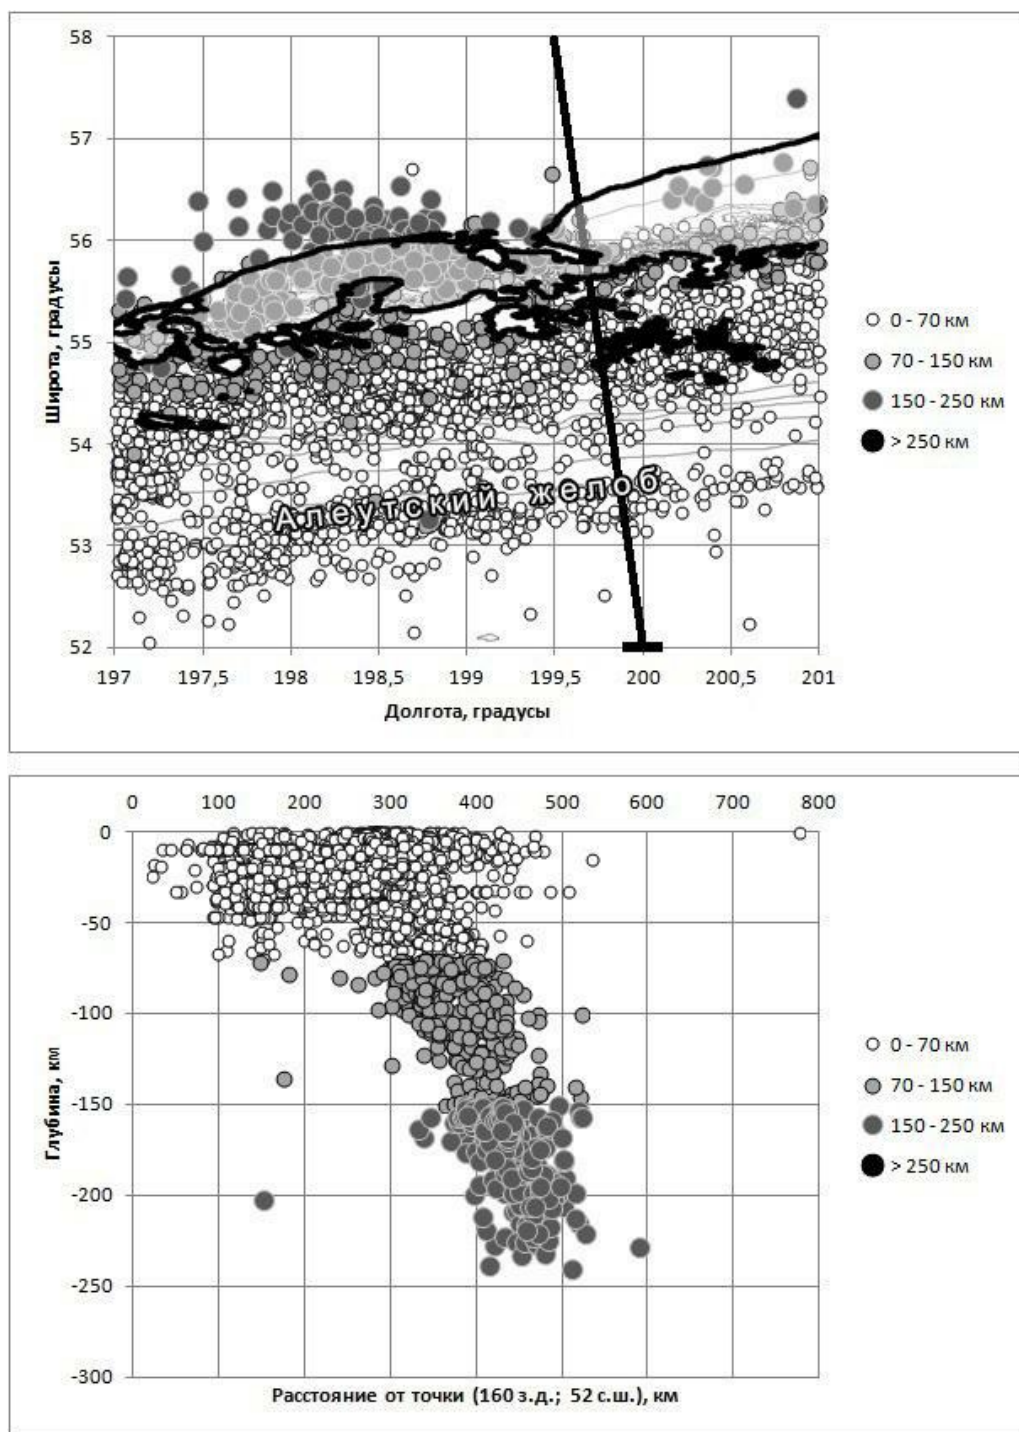 58
57
56
55
54
53
52
Широта, градусы
Алеутский желоб
197 197,5 198 198,5 199 199,5 200 200,5 201
Долгота, градусы
0 - 70 км
70 - 150 км
150 - 250 км
> 250 км
0 100 200 300 400 500 600 700 800
0
-50
-100
-150
-200
-250
-300
Глубина, км
0 - 70 км
70 - 150 км
150 - 250 км
> 250 км
Расстояние от точки (160 з.д.; 52 с.ш.), км